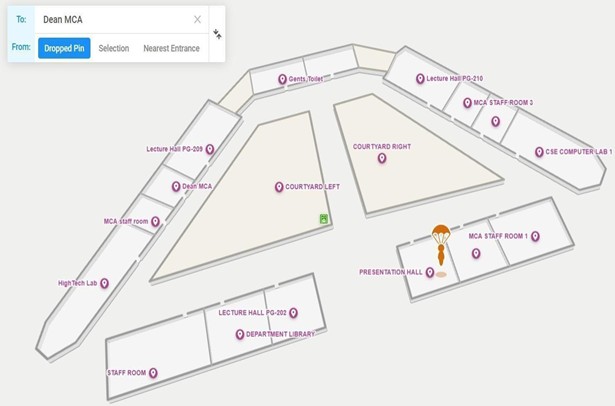 To: Dean MCA
From: Dropped Pin Selection Nearest Entrance
Gents Toilet
Lecture Hall PG-210
MCA STAFF ROOM 3
Lecture Hall PG-209
COURTYARD RIGHT
CSE COMPUTER LAB 1
Dean MCA
COURTYARD LEFT
MCA staff room
MCA STAFF ROOM 1
PRESENTATION HALL
HighTech Lab
LECTURE HALL PG-202
DEPARTMENT LIBRARY
STAFF ROOM